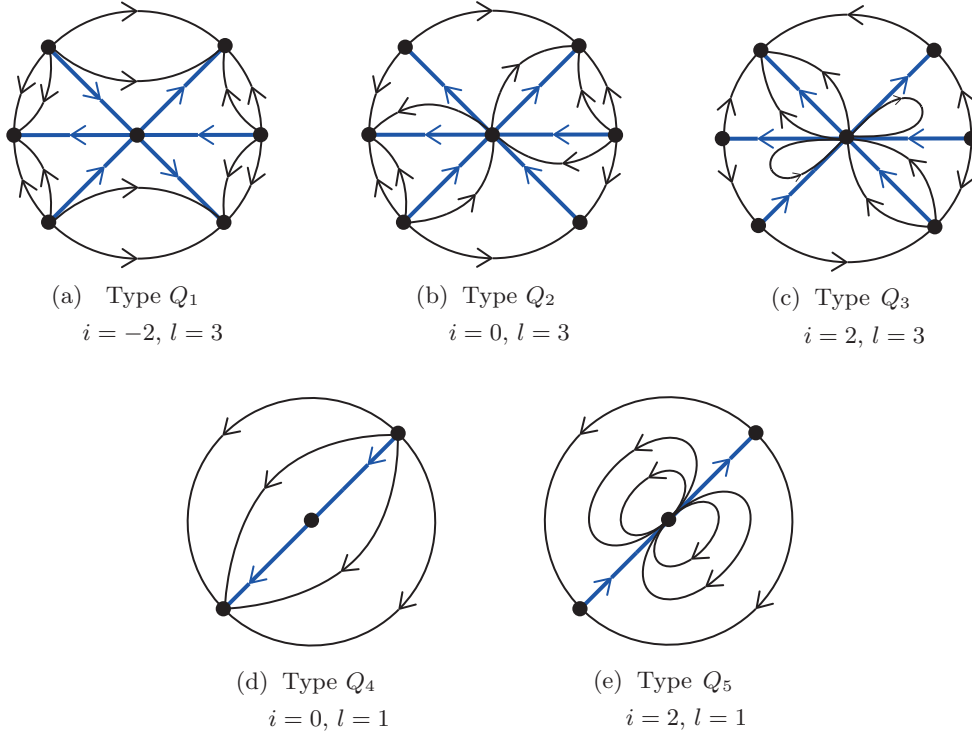 (a) Type Q₁
i = −2, l = 3
(b) Type Q₂
i = 0, l = 3
(c) Type Q₃
i = 2, l = 3
(d) Type Q₄
i = 0, l = 1
(e) Type Q₅
i = 2, l = 1